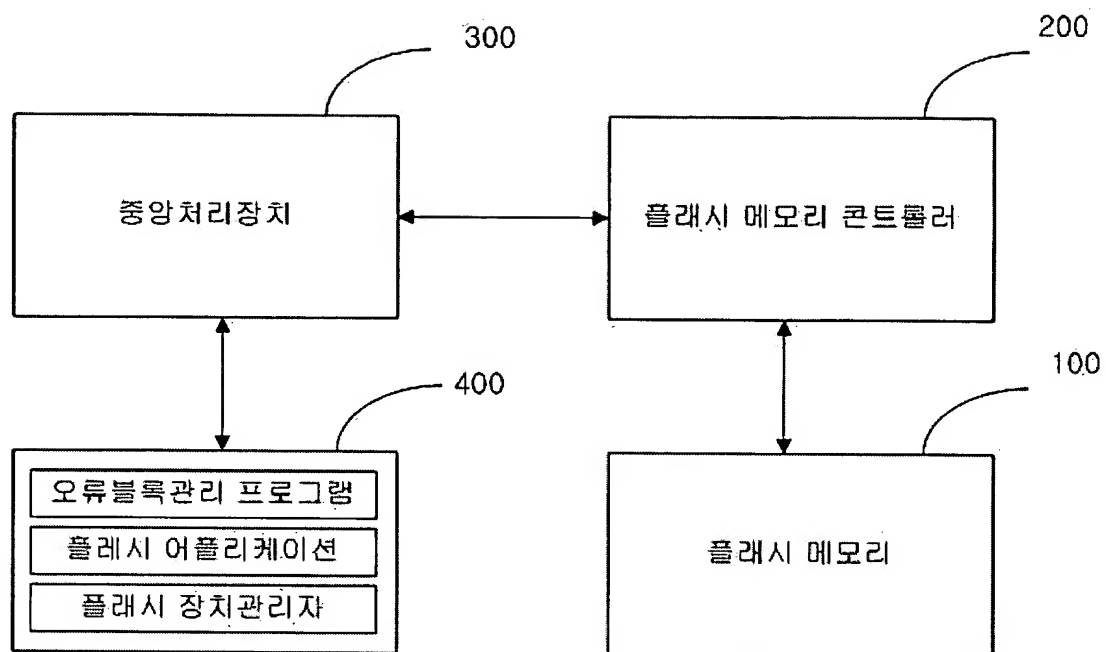 300
200
중앙처리장치
플래시 메모리 콘트롤러
400
100
오류블록관리 프로그램
플레시 어플리케이션
플래시 장치관리자
플래시 메모리